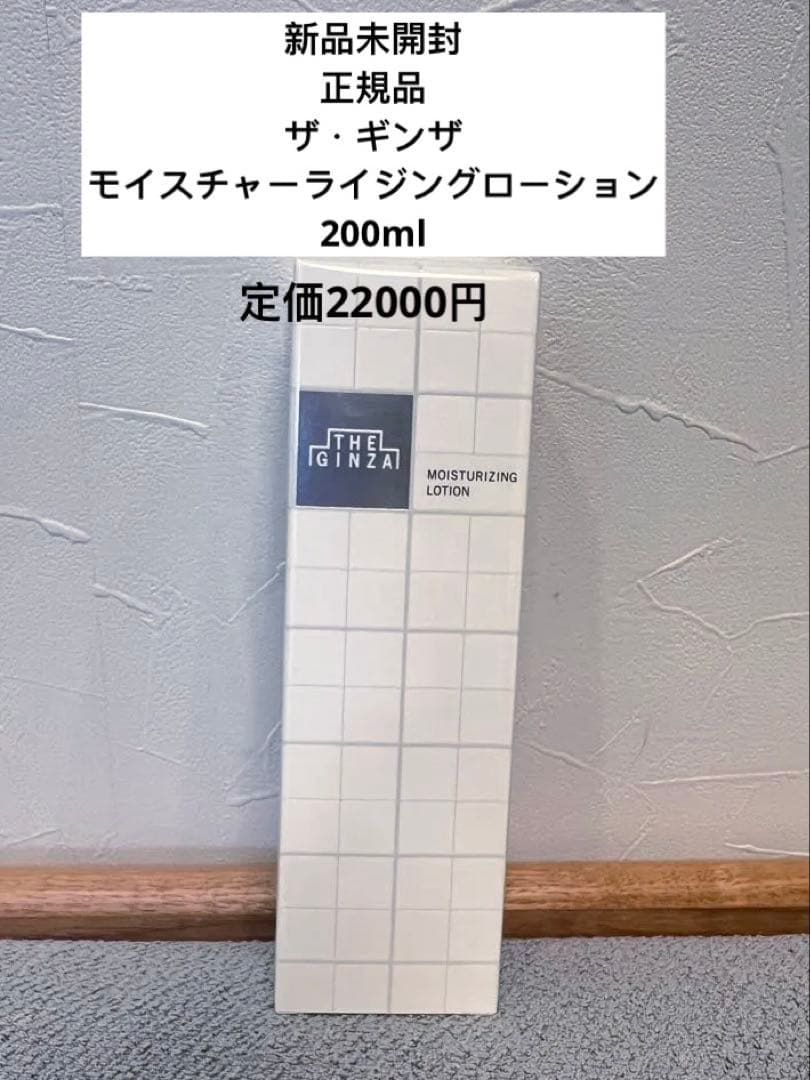 新品未開封
正規品
ザ・ギンザ
モイスチャーライジングローション
200ml
定価22000円
THE
GINZA
MOISTURIZING
LOTION